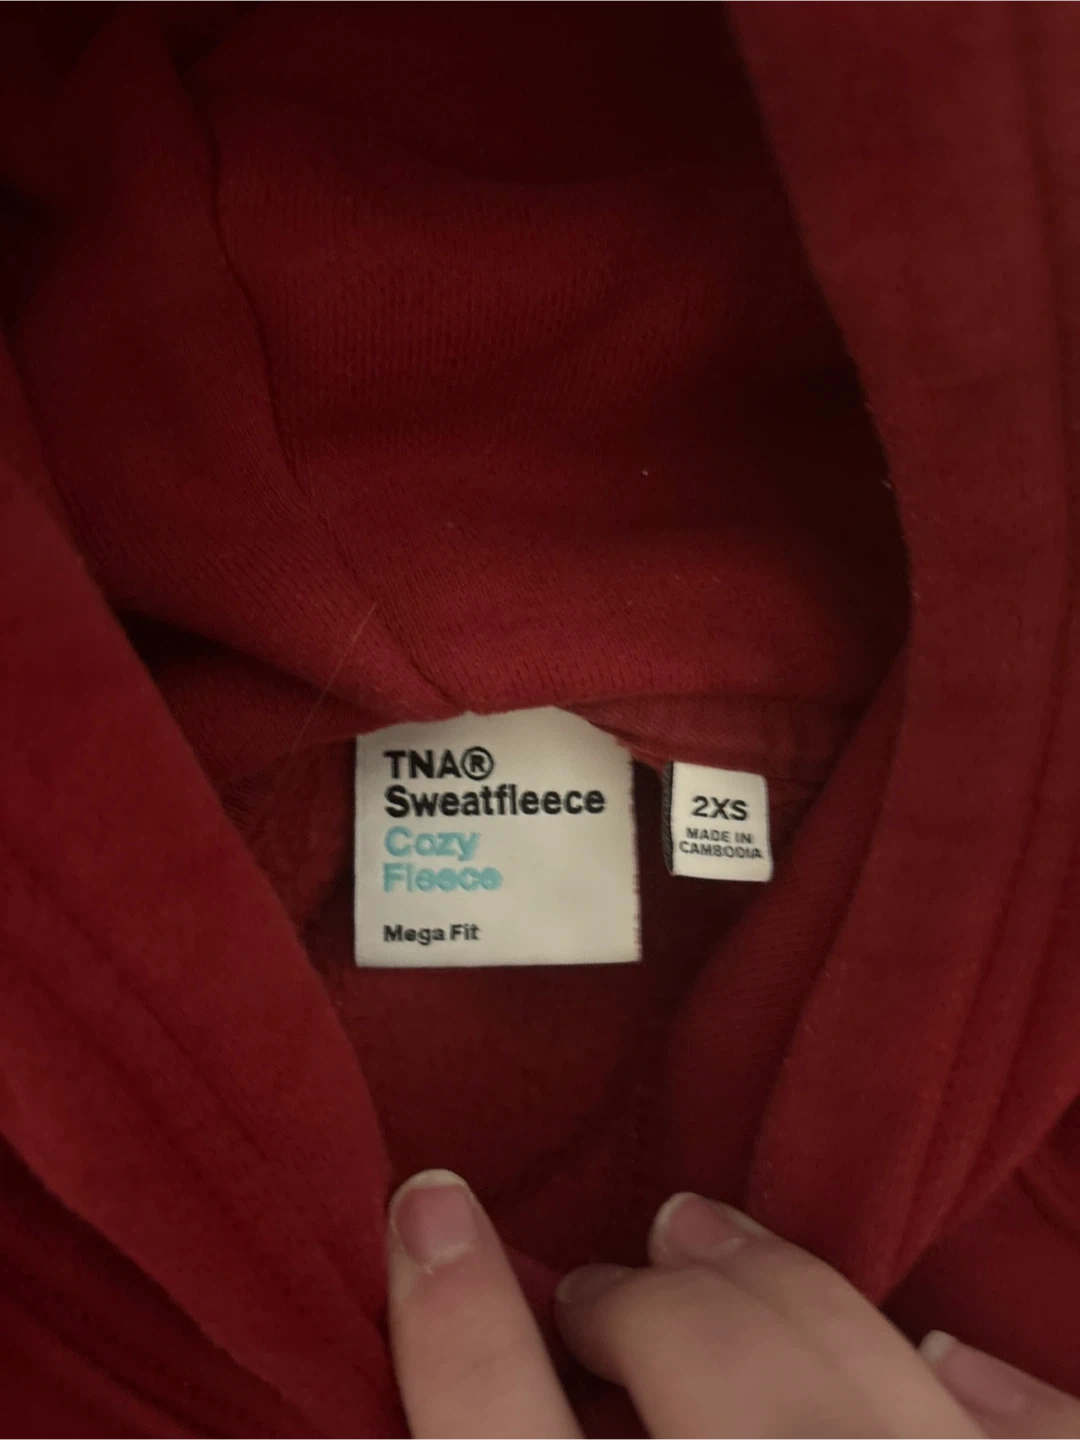 TNA®
Sweatfleece
Cozy
Fleece
Mega Fit
2XS
MADE IN
CAMBODIA